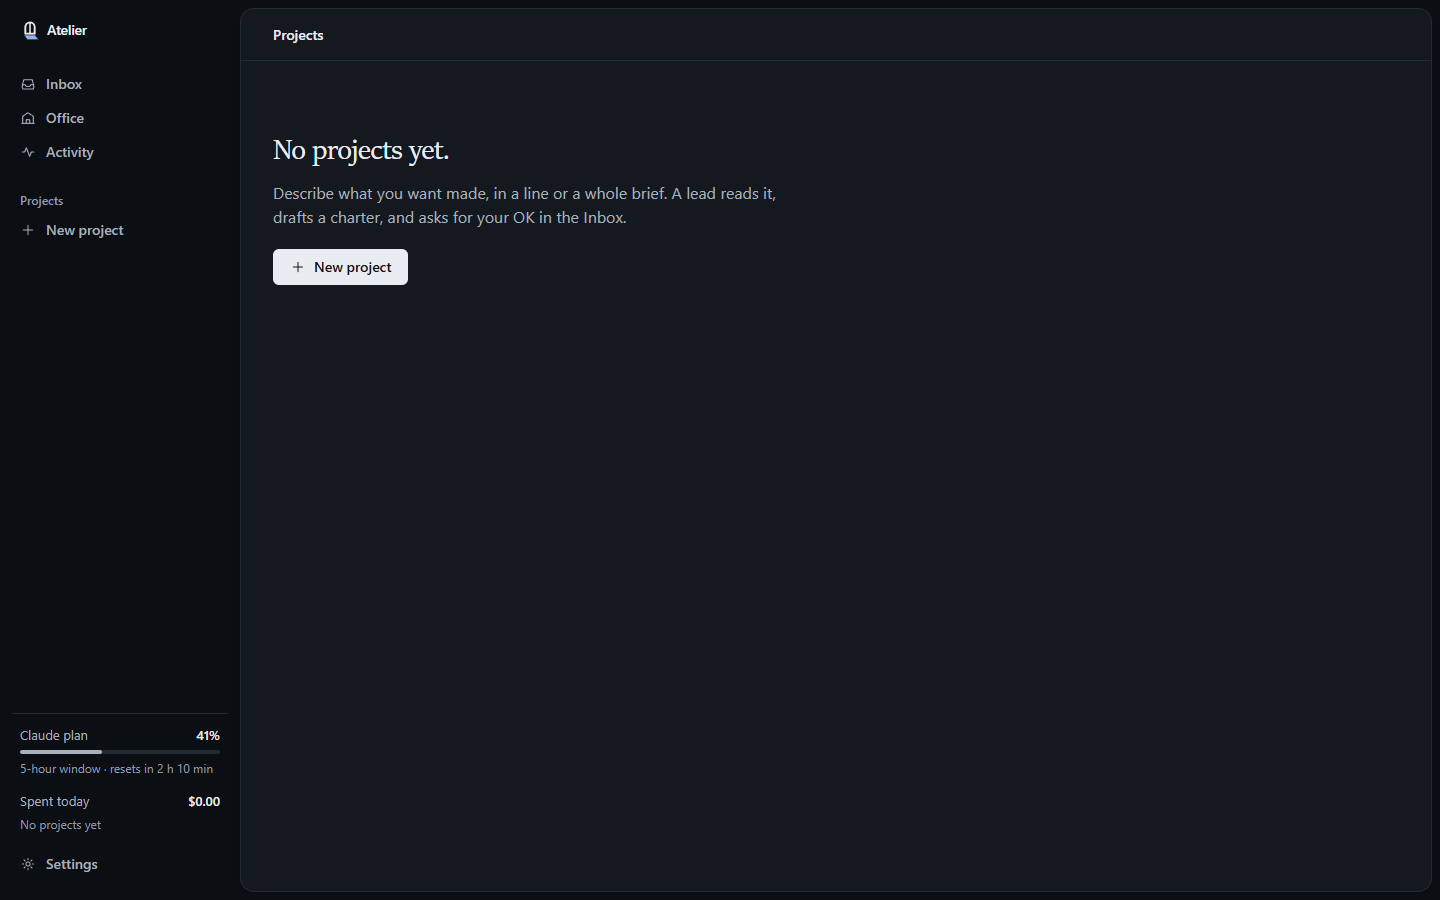 Atelier
Inbox
Office
Activity
Projects
New project
Claude plan 41%
5-hour window · resets in 2 h 10 min
Spent today $0.00
No projects yet
Settings
Projects
No projects yet.
Describe what you want made, in a line or a whole brief. A lead reads it,
drafts a charter, and asks for your OK in the Inbox.
New project